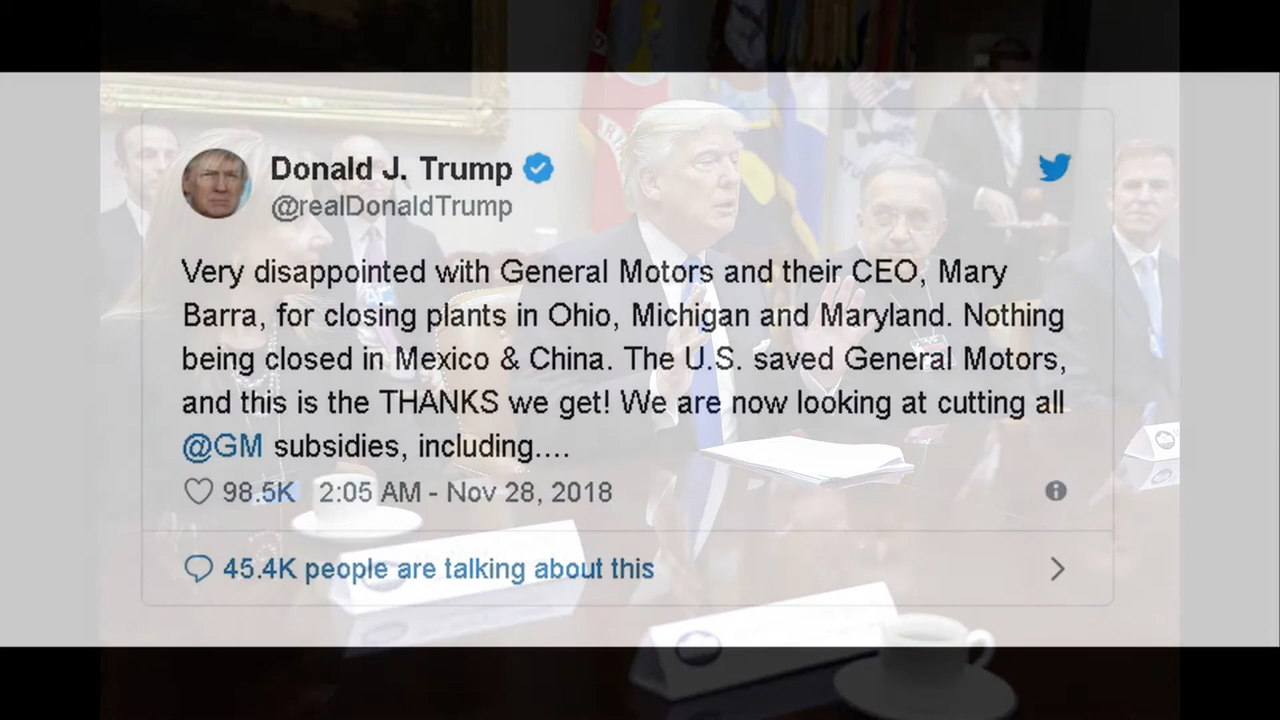 Donald J. Trump
@realDonaldTrump
Very disappointed with General Motors and their CEO, Mary
Barra, for closing plants in Ohio, Michigan and Maryland. Nothing
being closed in Mexico & China. The U.S. saved General Motors,
and this is the THANKS we get! We are now looking at cutting all
@GM subsidies, including....
98.5K 2:05 AM - Nov 28, 2018
45.4K people are talking about this